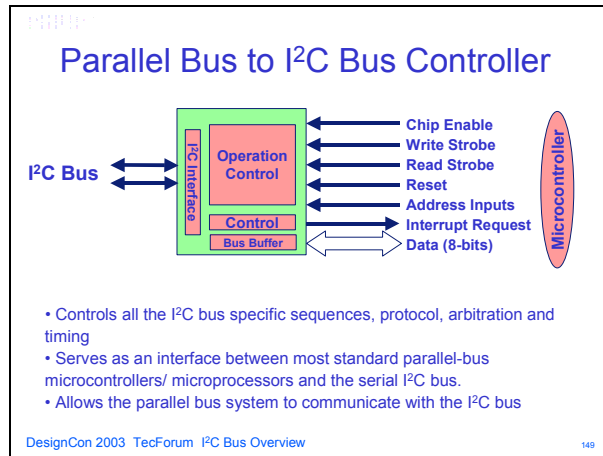 Parallel Bus to I²C Bus Controller
I²C Bus
I²C Interface
Operation
Control
Control
Bus Buffer
Chip Enable
Write Strobe
Read Strobe
Reset
Address Inputs
Interrupt Request
Data (8-bits)
Microcontroller
• Controls all the I²C bus specific sequences, protocol, arbitration and
timing
• Serves as an interface between most standard parallel-bus
microcontrollers/ microprocessors and the serial I²C bus.
• Allows the parallel bus system to communicate with the I²C bus
DesignCon 2003 TecForum I²C Bus Overview
149